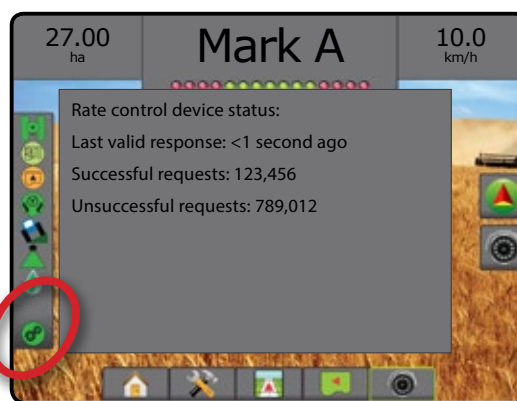 27.00
ha
Mark A
10.0
km/h
Rate control device status:
Last valid response: <1 second ago
Successful requests: 123,456
Unsuccessful requests: 789,012